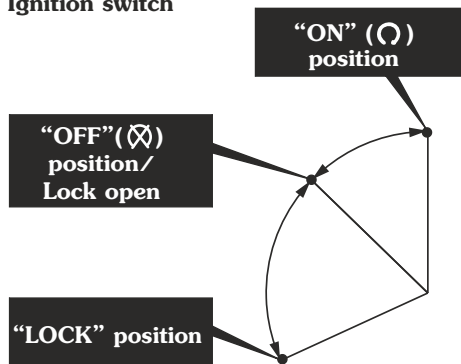 Ignition switch
“ON” (Ω)
position
“OFF”(⊗)
position/
Lock open
“LOCK” position